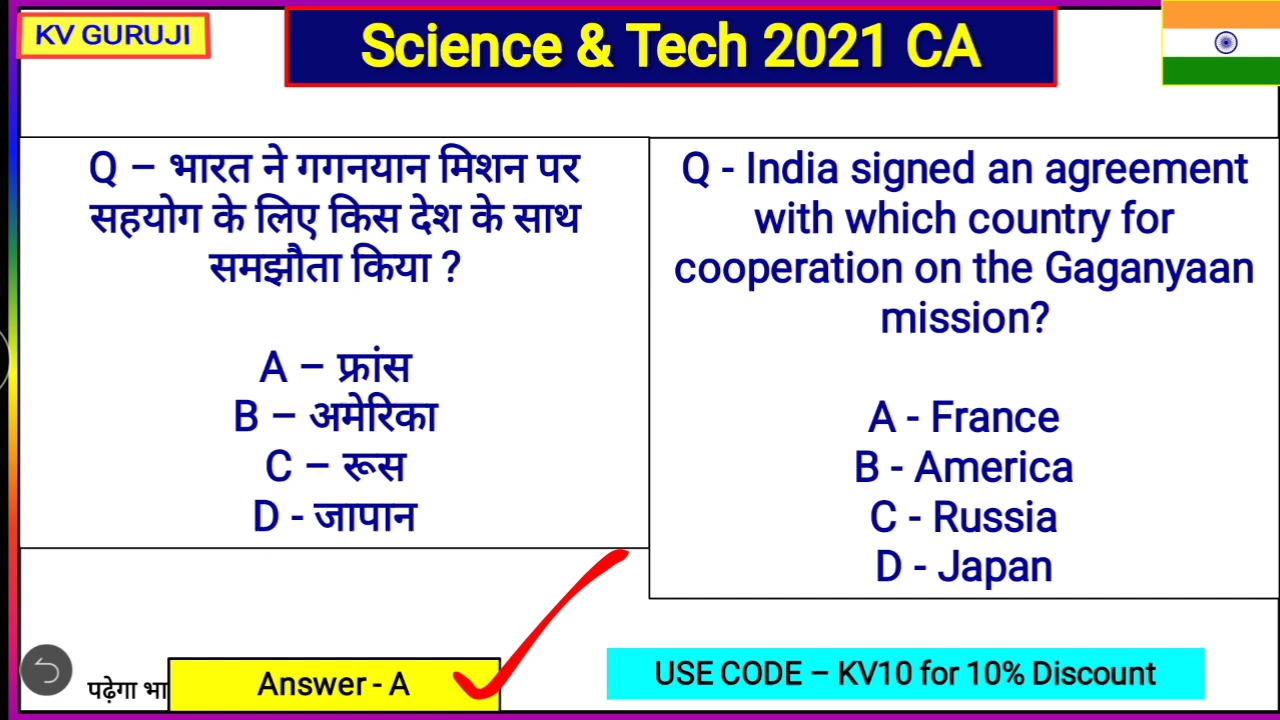 KV GURUJI
Science & Tech 2021 CA
Q – भारत ने गगनयान मिशन पर
सहयोग के लिए किस देश के साथ
समझौता किया ?
A – फ्रांस
B – अमेरिका
C – रूस
D - जापान
Q - India signed an agreement
with which country for
cooperation on the Gaganyaan
mission?
A - France
B - America
C - Russia
D - Japan
पढ़ेगा भा
Answer - A
USE CODE – KV10 for 10% Discount